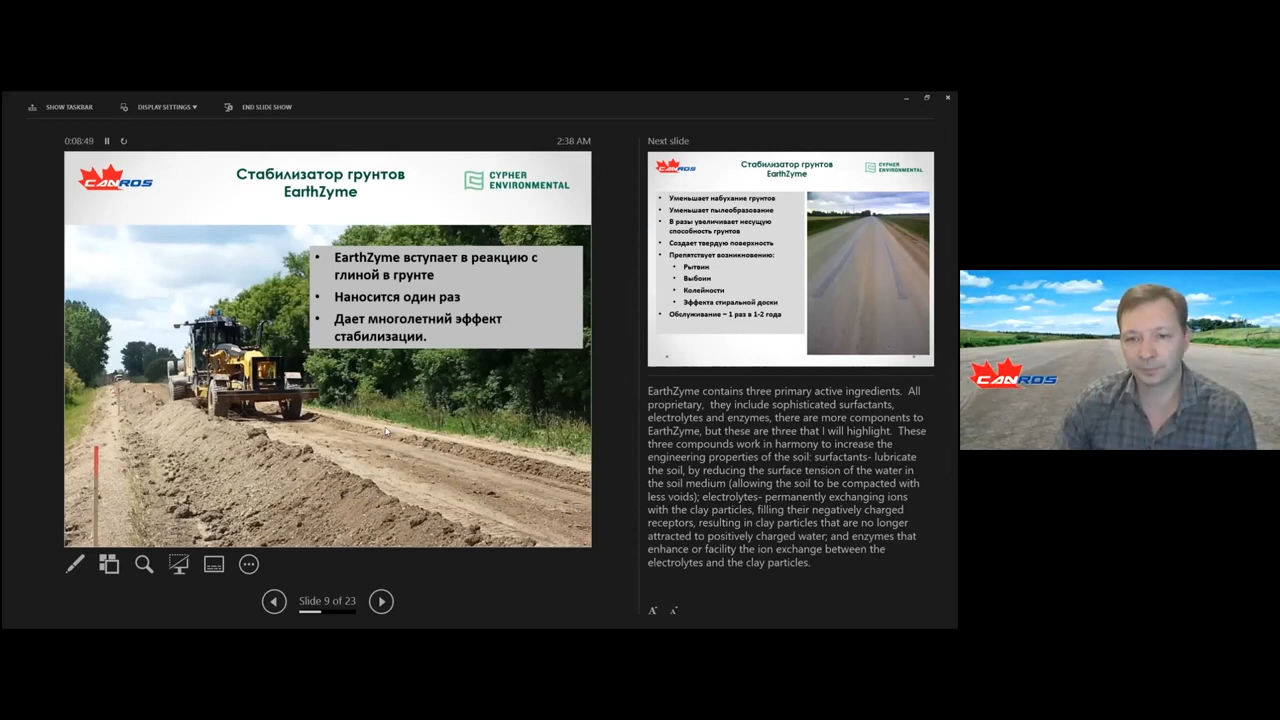 SHOW TASKBAR
DISPLAY SETTINGS ▼
END SLIDE SHOW
0:08:49
2:38 AM
CANROS
Стабилизатор грунтов
EarthZyme
CYPHER
ENVIRONMENTAL
• EarthZyme вступает в реакцию с
глиной в грунте
• Наносится один раз
• Дает многолетний эффект
стабилизации.
Slide 9 of 23
Next slide
CANROS
Стабилизатор грунтов
EarthZyme
CYPHER
ENVIRONMENTAL
• Уменьшает набухание грунтов
• Уменьшает пылеобразование
• В разы увеличивает несущую
способность грунтов
• Создает твердую поверхность
• Препятствует возникновению:
• Рытвин
• Выбоин
• Колейности
• Эффекта стиральной доски
• Обслуживание – 1 раз в 1-2 года
EarthZyme contains three primary active ingredients. All
proprietary, they include sophisticated surfactants,
electrolytes and enzymes, there are more components to
EarthZyme, but these are three that I will highlight. These
three compounds work in harmony to increase the
engineering properties of the soil: surfactants- lubricate
the soil, by reducing the surface tension of the water in
the soil medium (allowing the soil to be compacted with
less voids); electrolytes- permanently exchanging ions
with the clay particles, filling their negatively charged
receptors, resulting in clay particles that are no longer
attracted to positively charged water; and enzymes that
enhance or facility the ion exchange between the
electrolytes and the clay particles.
A A
CANROS